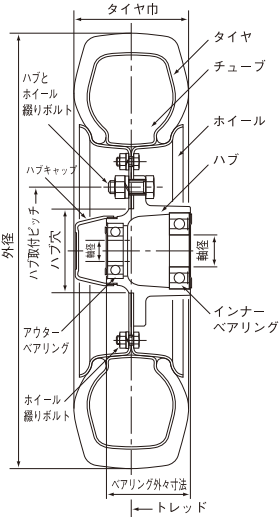 タイヤ巾
タイヤ
チューブ
ハブと
ホイール
綴りボルト
ホイール
ハブ
ハブキャップ
外径
ハブ取付ピッチ
ハブ穴
軸径
軸径
インナー
ベアリング
アウター
ベアリング
ホイール
綴りボルト
ベアリング外々寸法
トレッド